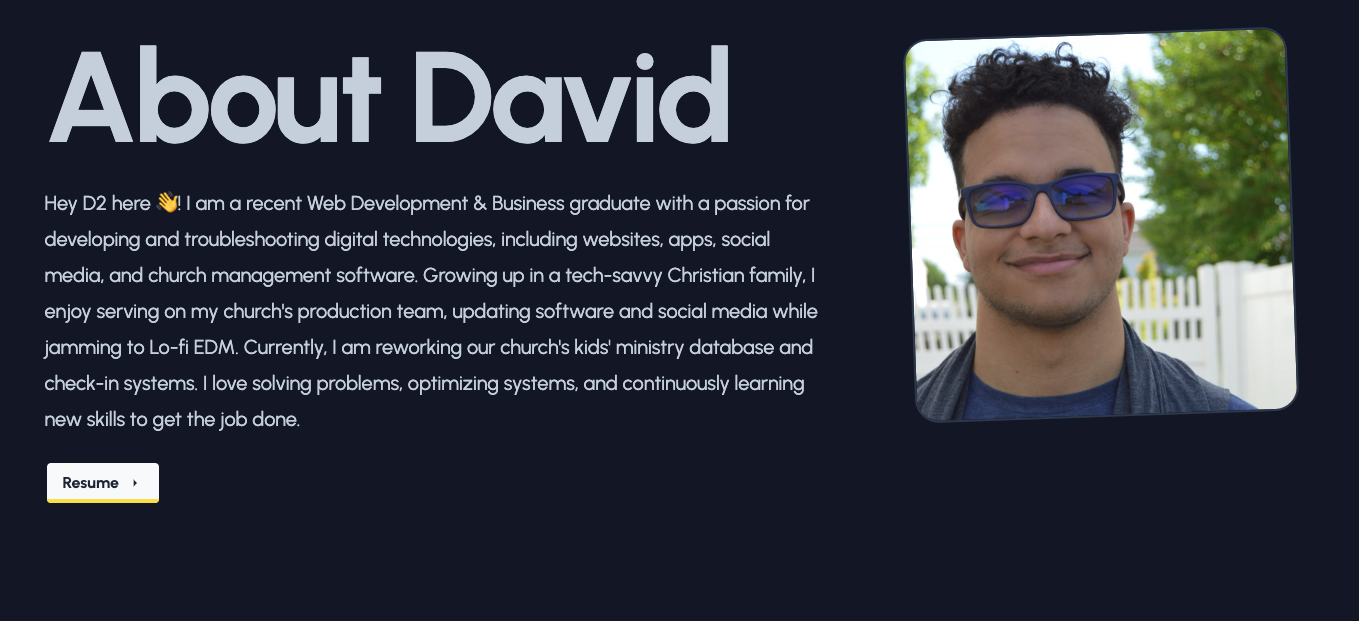 About David
Hey D2 here 👋! I am a recent Web Development & Business graduate with a passion for
developing and troubleshooting digital technologies, including websites, apps, social
media, and church management software. Growing up in a tech-savvy Christian family, I
enjoy serving on my church's production team, updating software and social media while
jamming to Lo-fi EDM. Currently, I am reworking our church's kids' ministry database and
check-in systems. I love solving problems, optimizing systems, and continuously learning
new skills to get the job done.
Resume